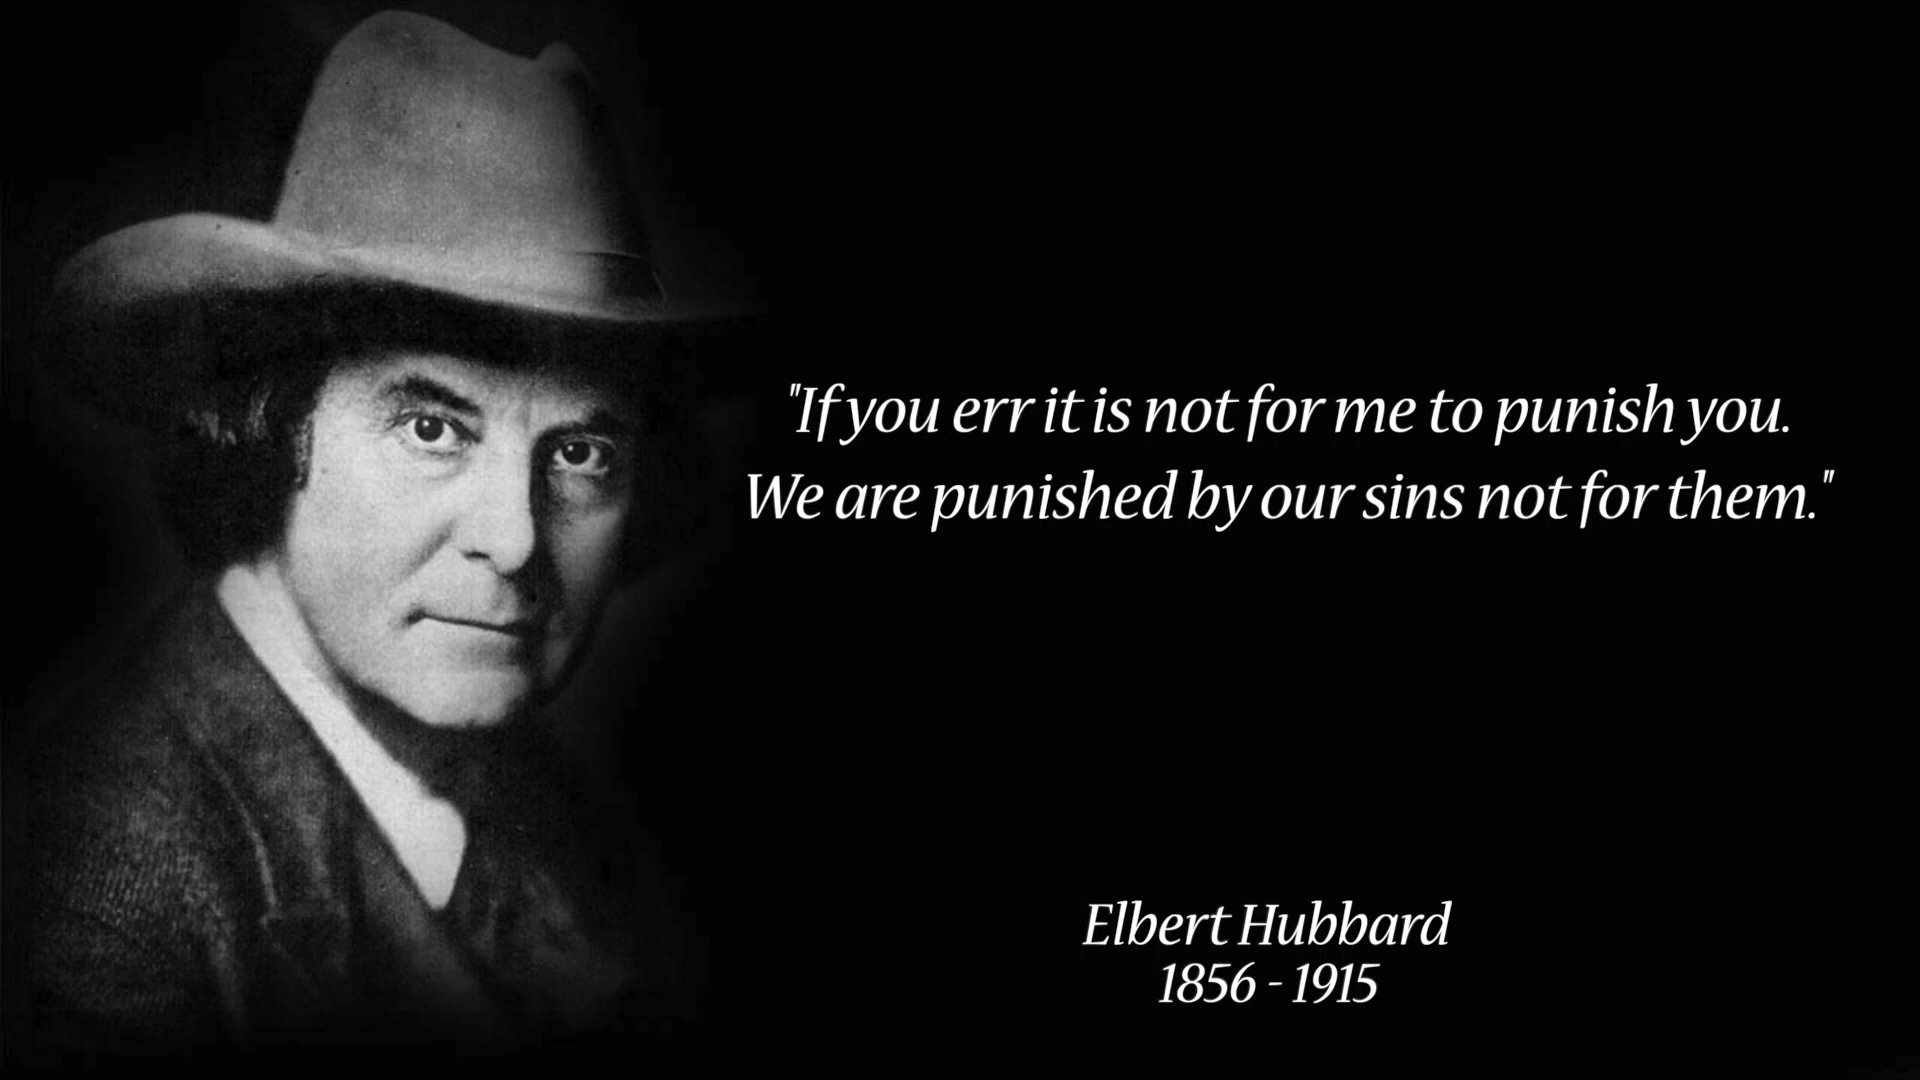 "If you err it is not for me to punish you.
We are punished by our sins not for them."
Elbert Hubbard
1856 - 1915